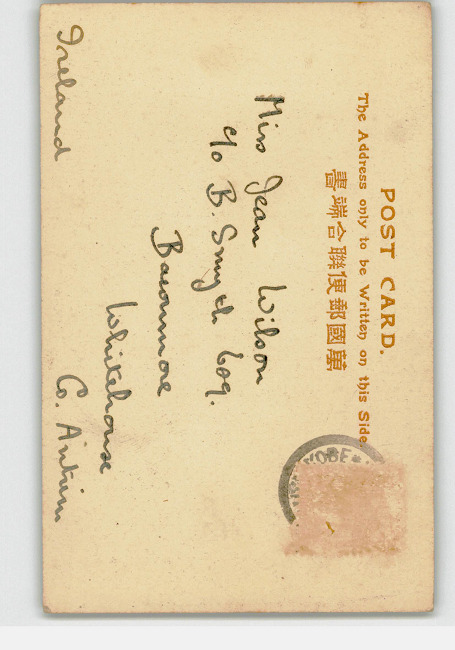 POST CARD.
The Address only to be Written on this Side.
萬國郵便聯合端書
KOBE
Miss Jean Wilson
c/o B. Smyth Esq.
Whitehouse
Co. Antrim
Ireland